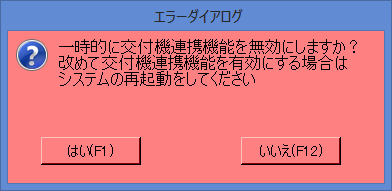 エラーダイアログ
一時的に交付機連携機能を無効にしますか?
改めて交付機連携機能を有効にする場合は
システムの再起動をしてください
はい(F1)
いいえ(F12)